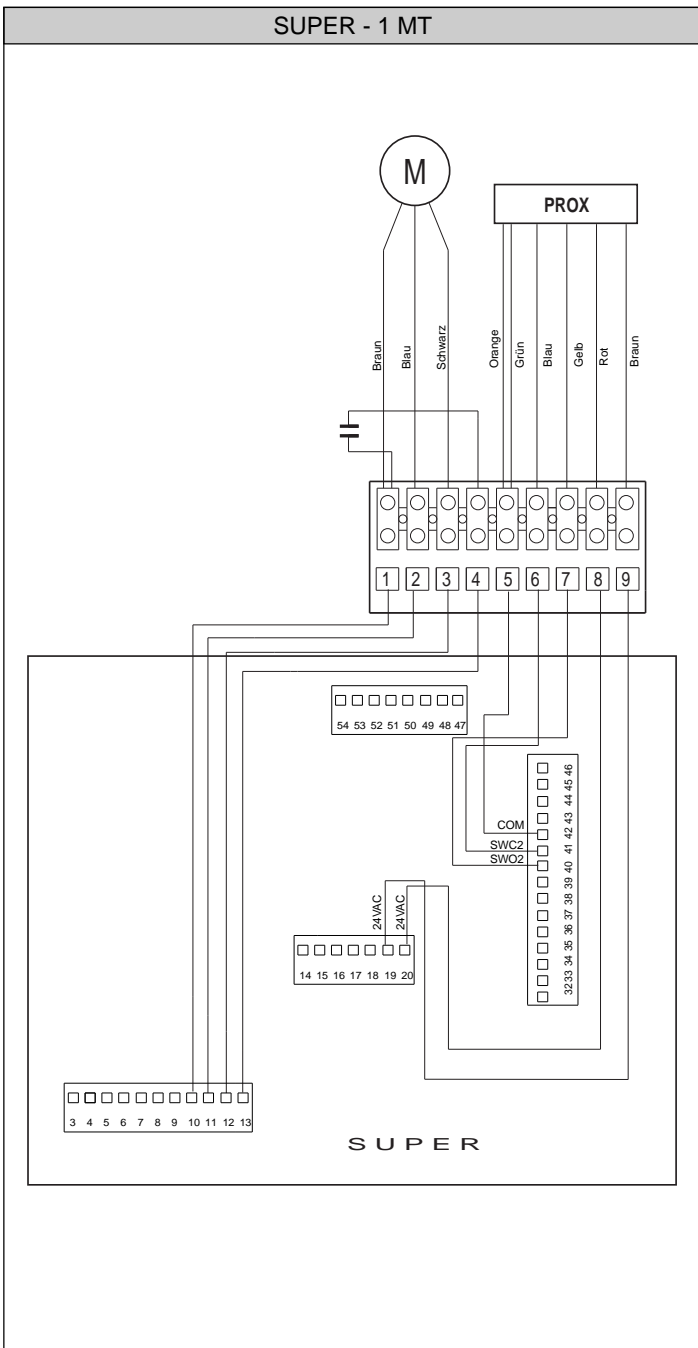 SUPER - 1 MT
M
PROX
Braun
Blau
Schwarz
Orange
Grün
Blau
Gelb
Rot
Braun
1 2 3 4 5 6 7 8 9
54 53 52 51 50 49 48 47
46
45
44
43
42
41
40
39
38
37
36
35
34
33
32
COM
SWC2
SWO2
24VAC
24VAC
14 15 16 17 18 19 20
3 4 5 6 7 8 9 10 11 12 13
SUPER